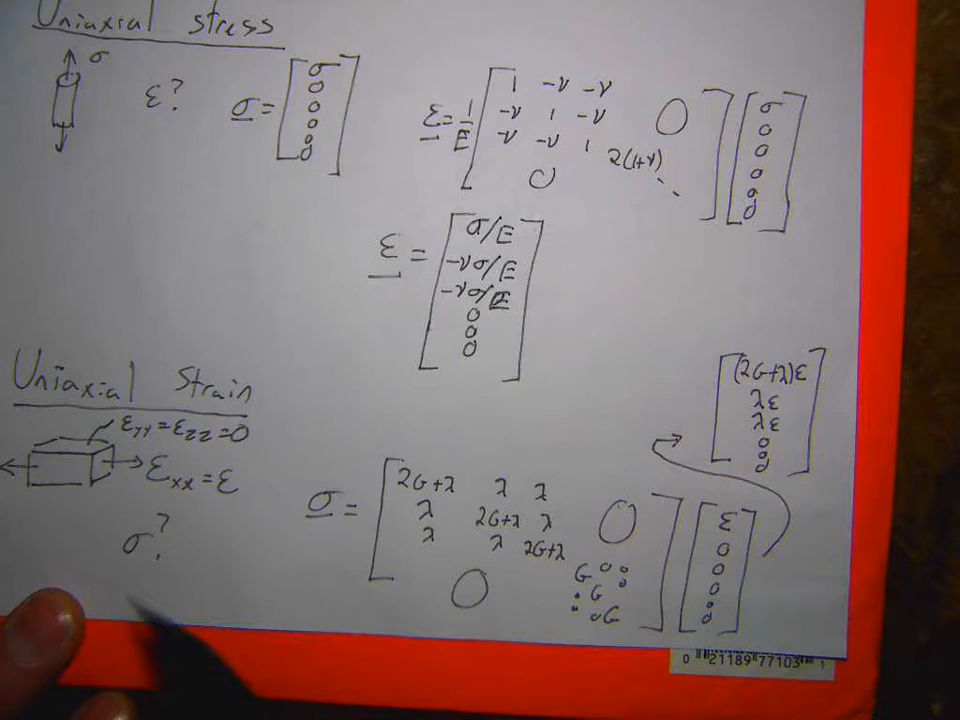 Uniaxial stress
σ
ε? σ = [σ 0 0 0 0 0]
ε = 1/E [1 -ν -ν
-ν 1 -ν 0
-ν -ν 1
2(1+ν)
0 ⋱] [σ 0 0 0 0 0]
ε = [σ/E
-νσ/E
-νσ/E
0
0
0]
Uniaxial Strain
εyy = εzz = 0
εxx = ε
σ?
σ = [2G+λ λ λ
λ 2G+λ λ 0
λ λ 2G+λ
0 G 0 0
0 G 0
0 0 G] [ε 0 0 0 0 0]
[(2G+λ)ε
λε
λε
0
0
0]
0 21189 77103 1